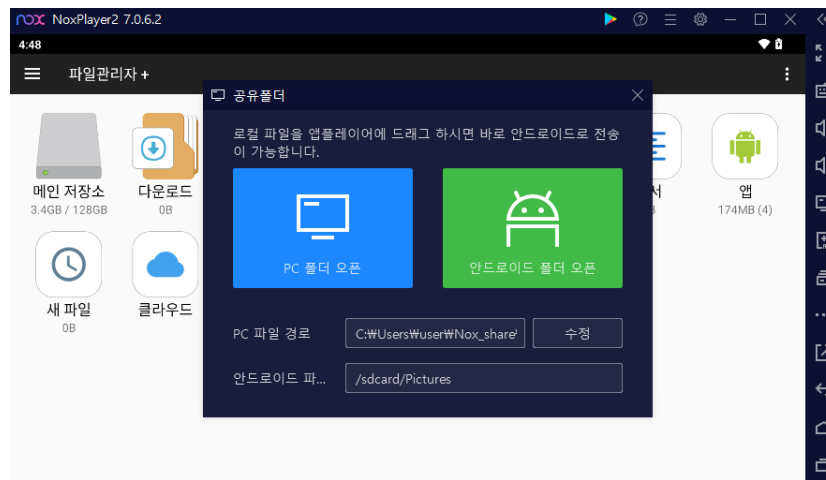 nox NoxPlayer2 7.0.6.2
4:48
파일관리자 +
공유폴더
로컬 파일을 앱플레이어에 드래그 하시면 바로 안드로이드로 전송
이 가능합니다.
메인 저장소
3.4GB / 128GB
다운로드
0B
앱
174MB (4)
PC 폴더 오픈
안드로이드 폴더 오픈
새 파일
0B
클라우드
PC 파일 경로
C:₩Users₩user₩Nox_share
수정
안드로이드 파...
/sdcard/Pictures